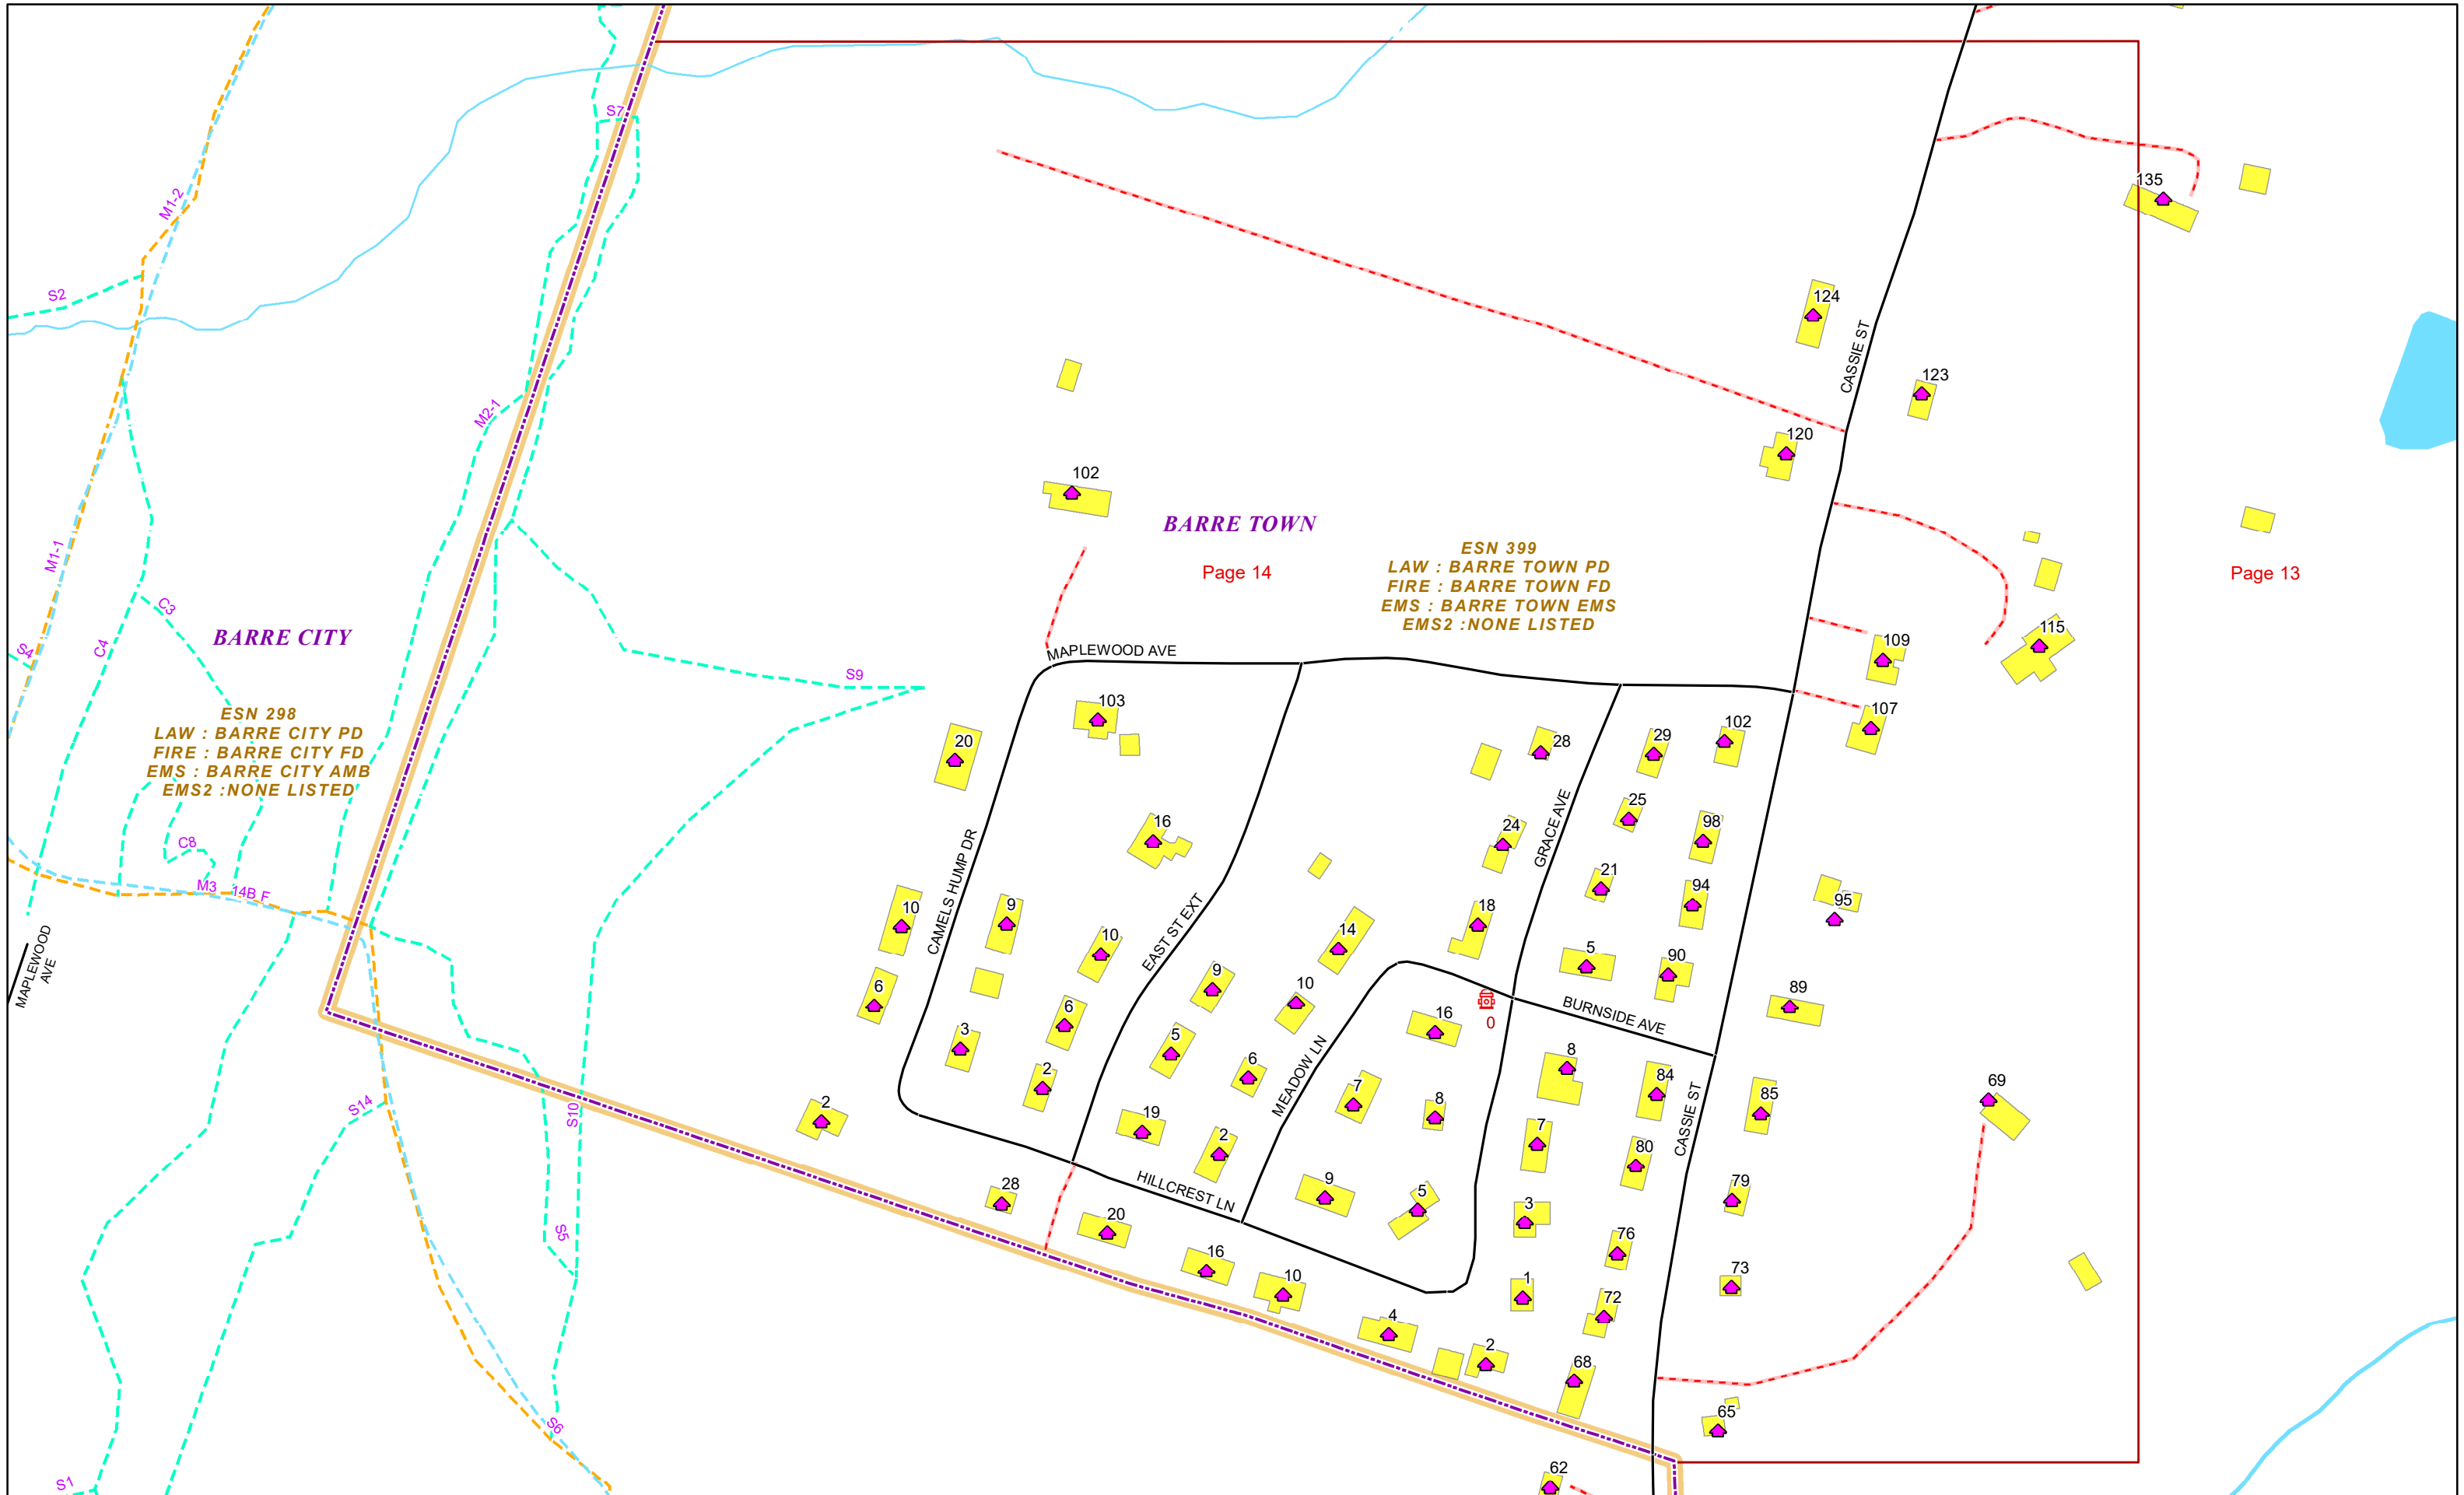 S7
M1-2
135
S2
124
CASSIE ST
123
M2-1
120
102
BARRE TOWN
ESN 399
LAW : BARRE TOWN PD
FIRE : BARRE TOWN FD
EMS : BARRE TOWN EMS
EMS2 :NONE LISTED
Page 14
Page 13
M1-1
C3
BARRE CITY
C4
S4
MAPLEWOOD AVE
109
115
S9
ESN 298
LAW : BARRE CITY PD
FIRE : BARRE CITY FD
EMS : BARRE CITY AMB
EMS2 :NONE LISTED
103
107
20
28
29
102
GRACE AVE
25
16
24
98
C8
CAMELS HUMP DR
21
M3
14B F
94
10
9
18
95
EAST ST EXT
14
10
5
90
MAPLEWOOD
AVE
9
10
6
89
6
16
0
BURNSIDE AVE
3
5
6
MEADOW LN
8
2
7
84
CASSIE ST
85
69
S14
S10
2
19
8
2
7
80
HILLCREST LN
9
28
5
79
20
3
S5
16
76
10
73
1
4
72
2
68
65
S6
62
S1